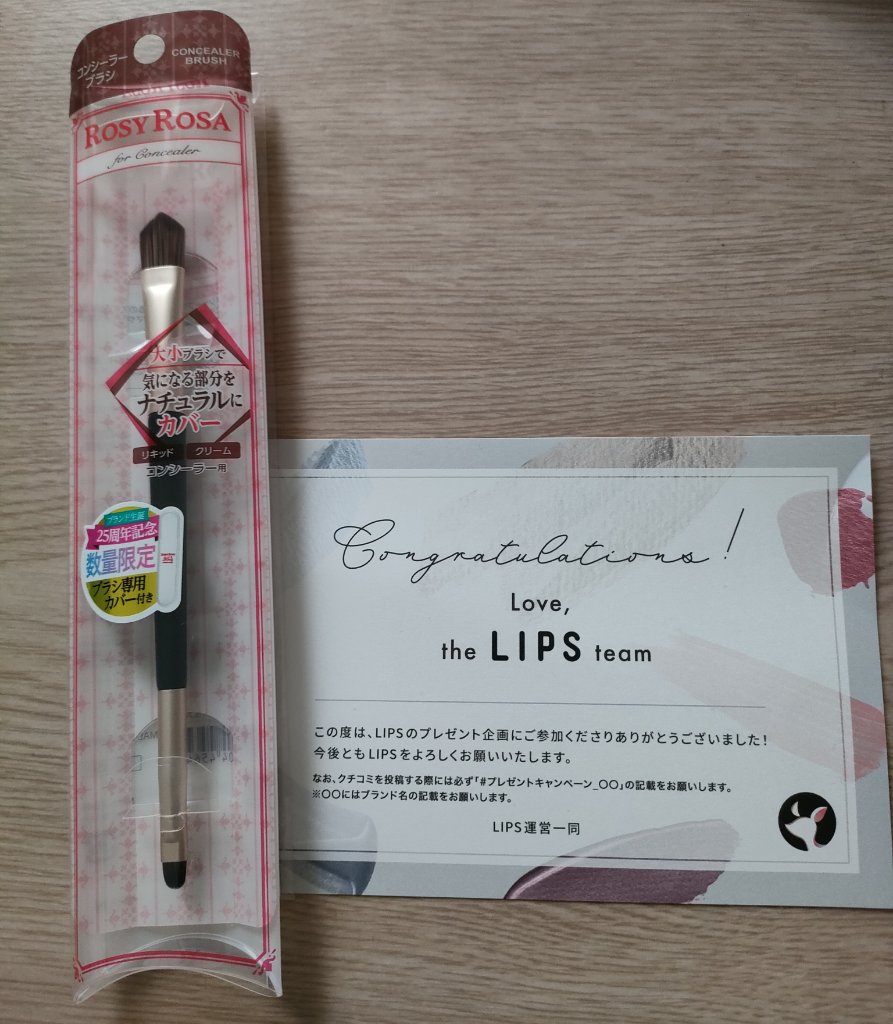 コンシーラー
ブラシ
CONCEALER
BRUSH
ROSY ROSA
for Concealer
大小ブラシで
気になる部分を
ナチュラルに
カバー
リキッド クリーム
コンシーラー用
ブランド生誕
25周年記念
数量限定
ブラシ専用
カバー付き
Congratulations!
Love,
the LIPS team
この度は、LIPSのプレゼント企画にご参加くださりありがとうございました!
今後ともLIPSをよろしくお願いいたします。
なお、クチコミを投稿する際には必ず「#プレゼントキャンペーン_〇〇」の記載をお願いします。
※〇〇にはブランド名の記載をお願いします。
LIPS運営一同